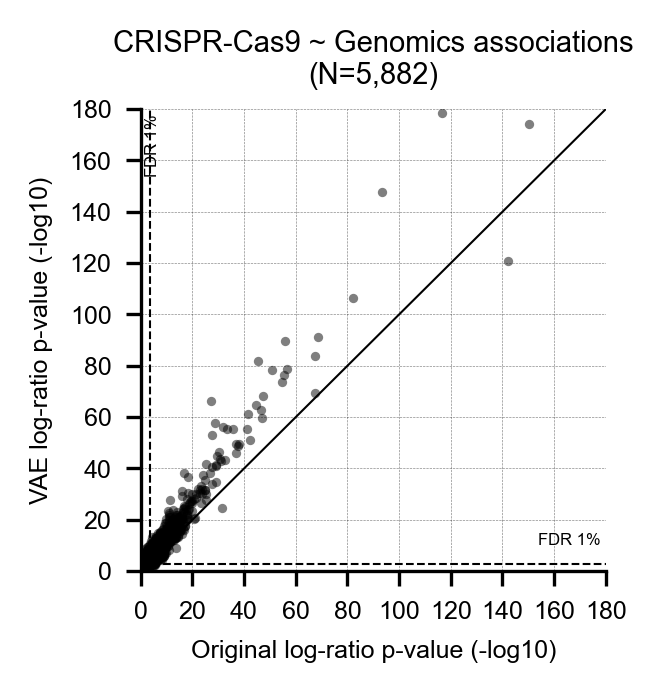 CRISPR-Cas9 ~ Genomics associations
(N=5,882)
180
160
140
120
100
80
60
40
20
0
VAE log-ratio p-value (-log10)
FDR 1%
FDR 1%
0 20 40 60 80 100 120 140 160 180
Original log-ratio p-value (-log10)